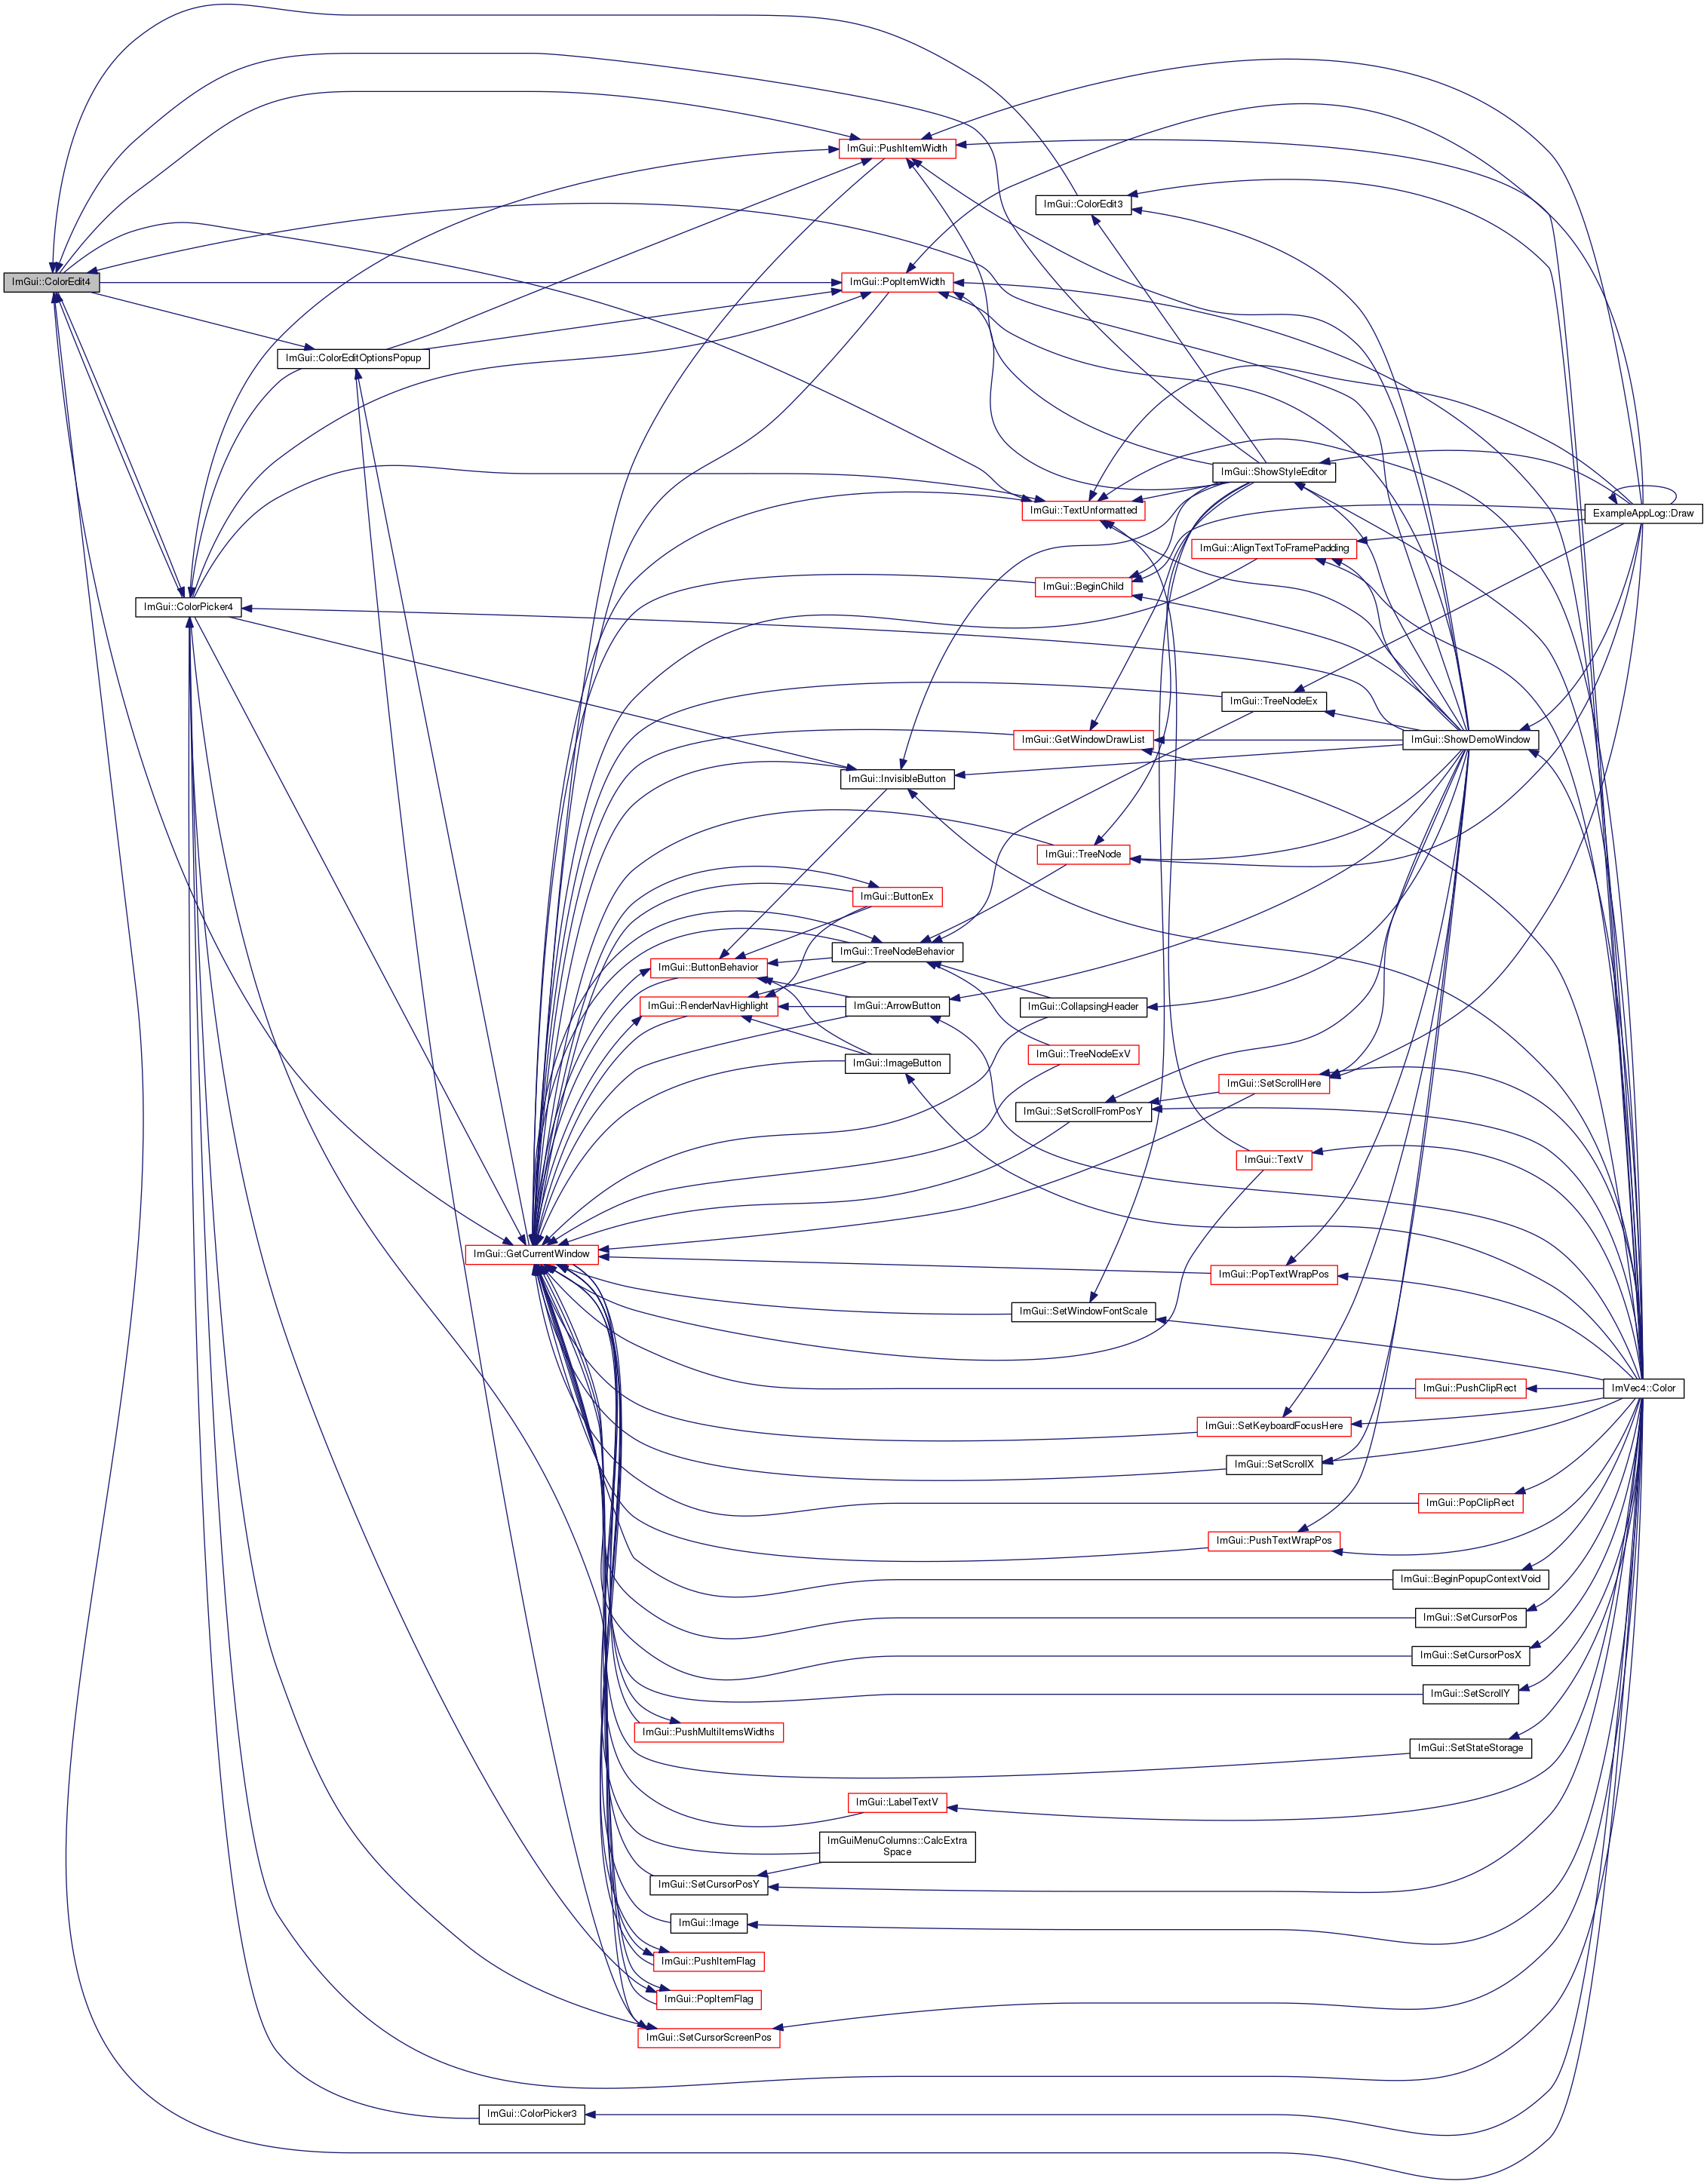 ImGui::PushItemWidth
ImGui::ColorEdit3
ImGui::ColorEdit4
ImGui::PopItemWidth
ImGui::ColorEditOptionsPopup
ImGui::ShowStyleEditor
ImGui::TextUnformatted
ExampleAppLog::Draw
ImGui::AlignTextToFramePadding
ImGui::BeginChild
ImGui::ColorPicker4
ImGui::TreeNodeEx
ImGui::GetWindowDrawList
ImGui::ShowDemoWindow
ImGui::InvisibleButton
ImGui::TreeNode
ImGui::ButtonEx
ImGui::TreeNodeBehavior
ImGui::ButtonBehavior
ImGui::RenderNavHighlight
ImGui::ArrowButton
ImGui::CollapsingHeader
ImGui::TreeNodeExV
ImGui::ImageButton
ImGui::SetScrollHere
ImGui::SetScrollFromPosY
ImGui::TextV
ImGui::GetCurrentWindow
ImGui::PopTextWrapPos
ImGui::SetWindowFontScale
ImGui::PushClipRect
ImVec4::Color
ImGui::SetKeyboardFocusHere
ImGui::SetScrollX
ImGui::PopClipRect
ImGui::PushTextWrapPos
ImGui::BeginPopupContextVoid
ImGui::SetCursorPos
ImGui::SetCursorPosX
ImGui::SetScrollY
ImGui::PushMultiItemsWidths
ImGui::SetStateStorage
ImGui::LabelTextV
ImGuiMenuColumns::CalcExtra
Space
ImGui::SetCursorPosY
ImGui::Image
ImGui::PushItemFlag
ImGui::PopItemFlag
ImGui::SetCursorScreenPos
ImGui::ColorPicker3